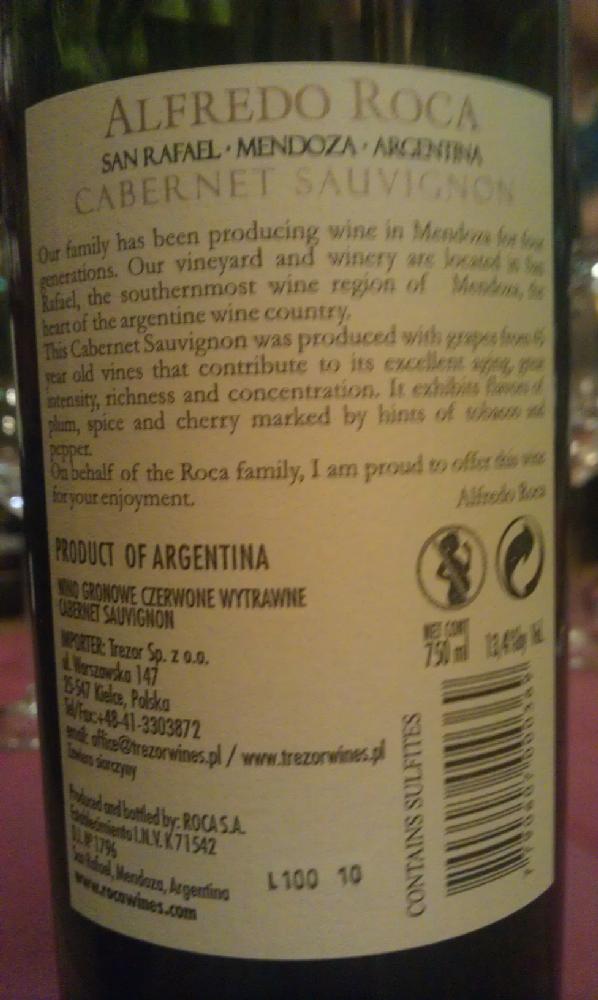 ALFREDO ROCA
SAN RAFAEL · MENDOZA · ARGENTINA
CABERNET SAUVIGNON
Our family has been producing wine in Mendoza for four
generations. Our vineyard and winery are located in San
Rafael, the southernmost wine region of Mendoza, the
heart of the argentine wine country.
This Cabernet Sauvignon was produced with grapes from
year old vines that contribute to its excellent aging, great
intensity, richness and concentration. It exhibits flavors of
plum, spice and cherry marked by hints of tobacco and
pepper.
On behalf of the Roca family, I am proud to offer this wine
for your enjoyment.
Alfredo Roca
PRODUCT OF ARGENTINA
WINO GRONOWE CZERWONE WYTRAWNE
CABERNET SAUVIGNON
IMPORTER: Trezor Sp. z o.o.
ul. Warszawska 147
25-547 Kielce, Polska
Tel/Fax:+48-41-3303872
email: office@trezorwines.pl / www.trezorwines.pl
Zawiera siarczyny
NET CONT
750 ml 13,4% Vol.
CONTAINS SULFITES
Produced and bottled by: ROCA S.A.
Establecimiento I.N.V. K 71542
Nº 1796
San Rafael, Mendoza, Argentina
www.rocawines.com
L100 10